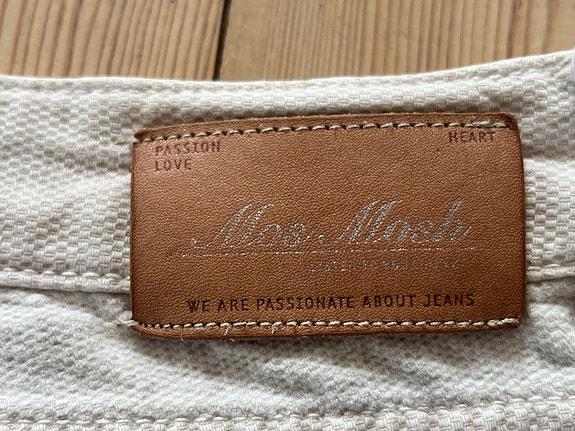 PASSION
HEART
LOVE
Mos Mosh
WE ARE PASSIONATE ABOUT JEANS